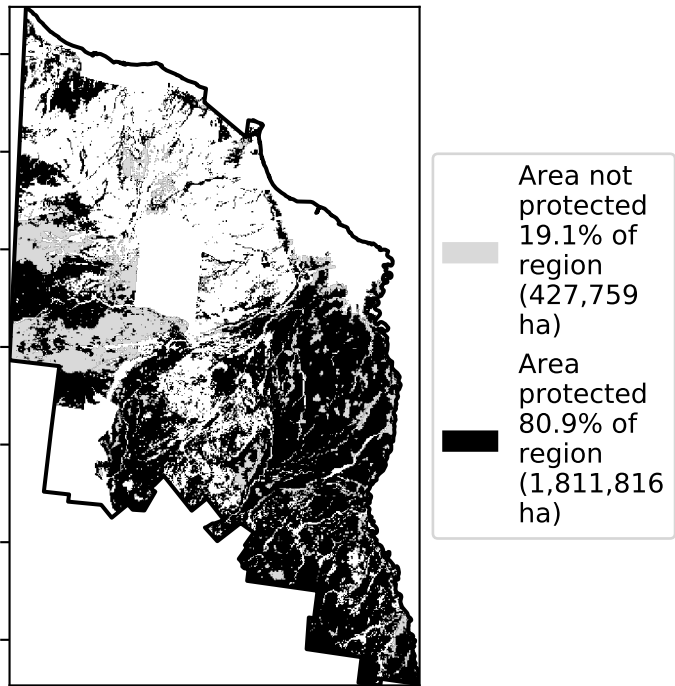 Area not
protected
19.1% of
region
(427,759
ha)
Area
protected
80.9% of
region
(1,811,816
ha)